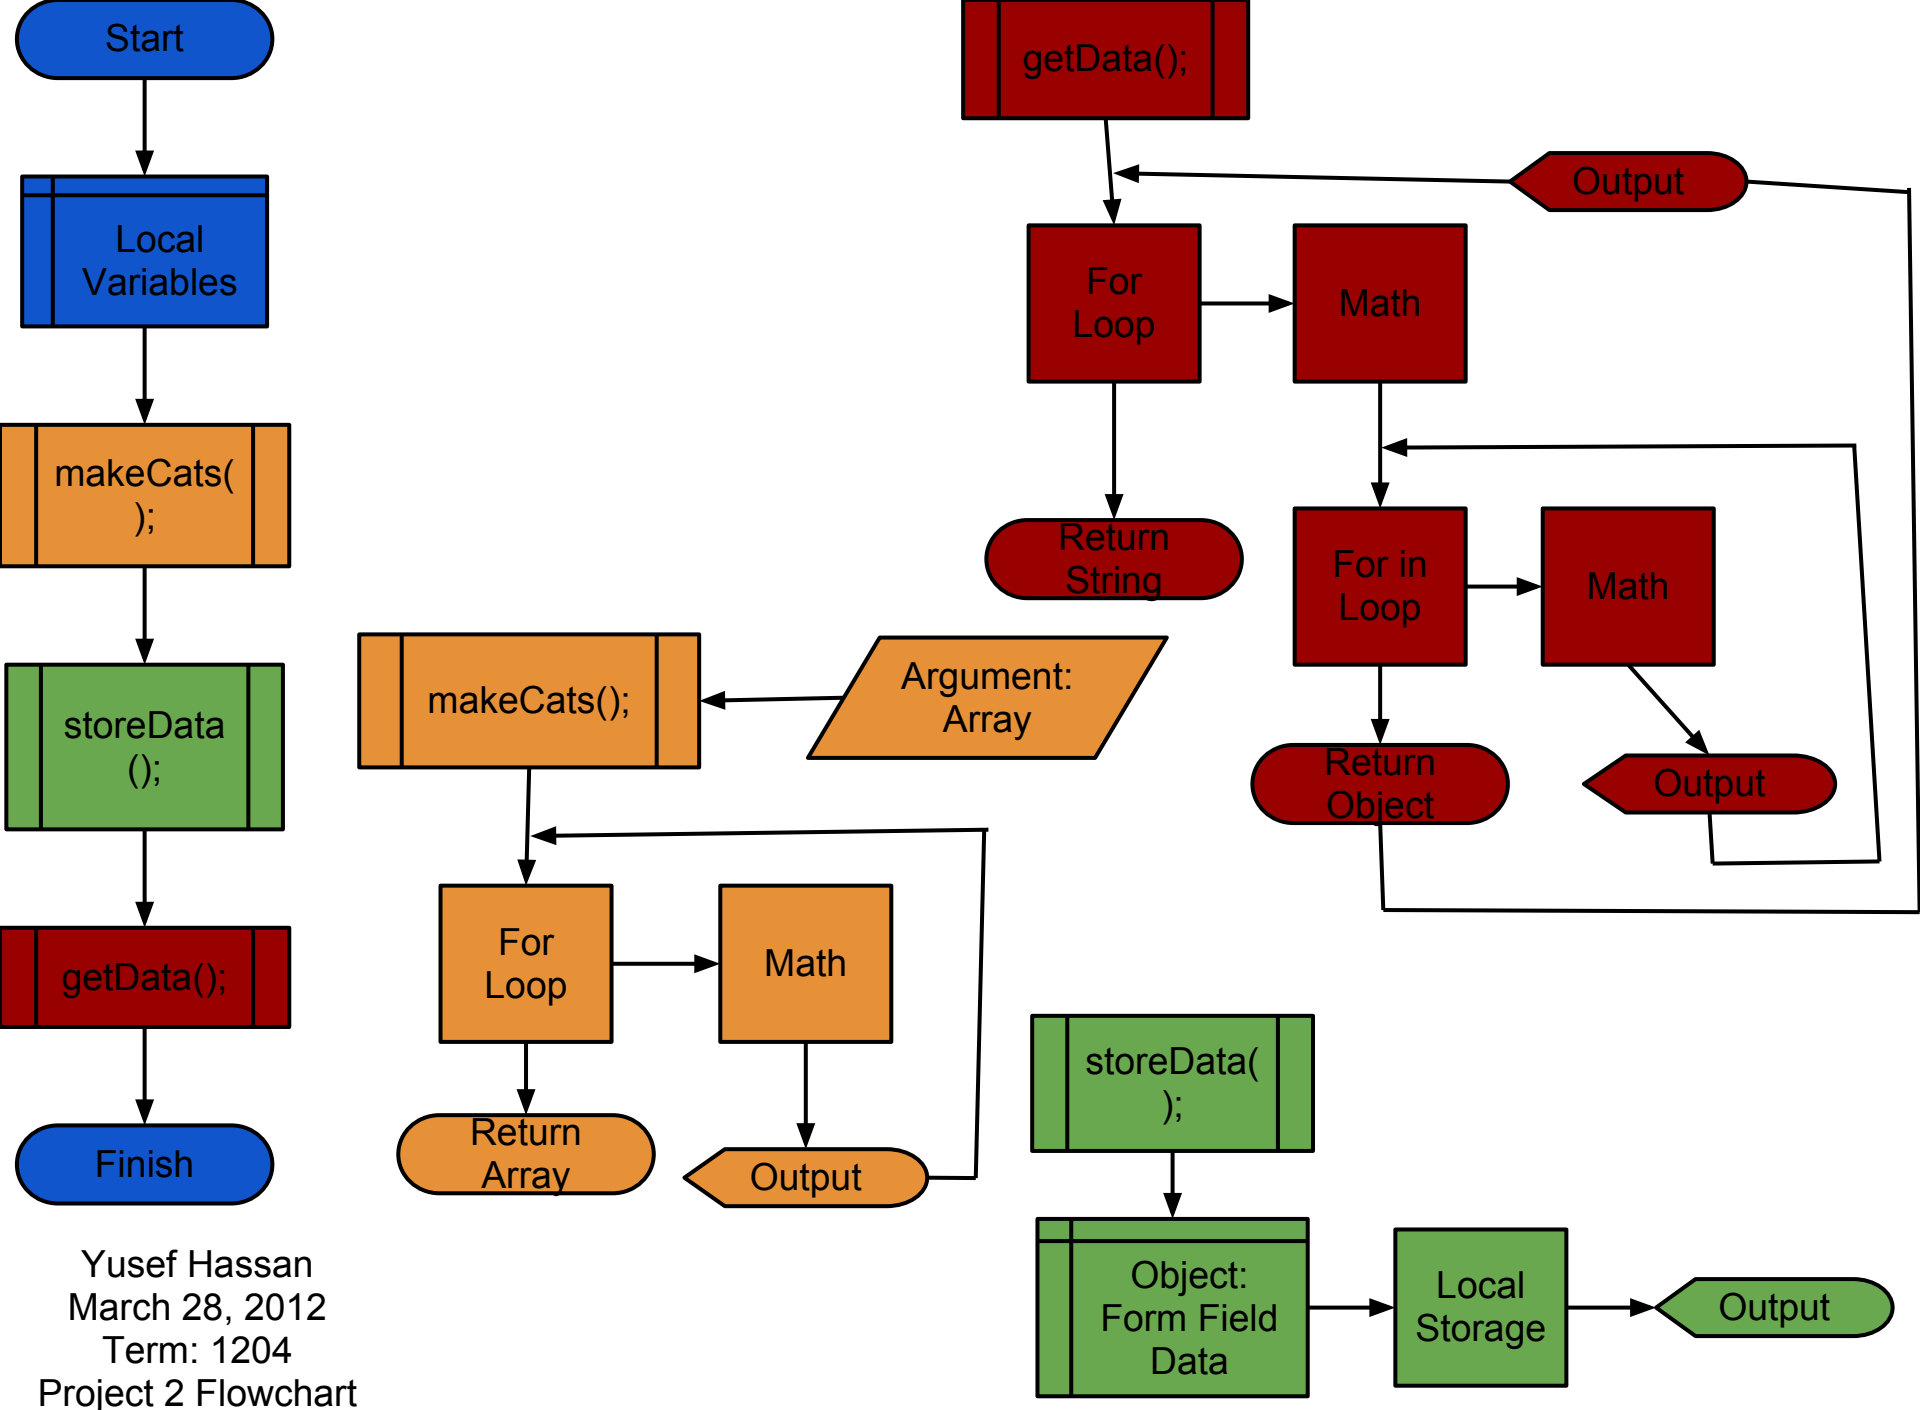 Start
Local
Variables
makeCats(
);
storeData
();
getData();
Finish
Yusef Hassan
March 28, 2012
Term: 1204
Project 2 Flowchart
makeCats();
Argument:
Array
For
Loop
Math
Return
Array
Output
getData();
Output
For
Loop
Math
Return
String
For in
Loop
Math
Return
Object
Output
storeData(
);
Object:
Form Field
Data
Local
Storage
Output